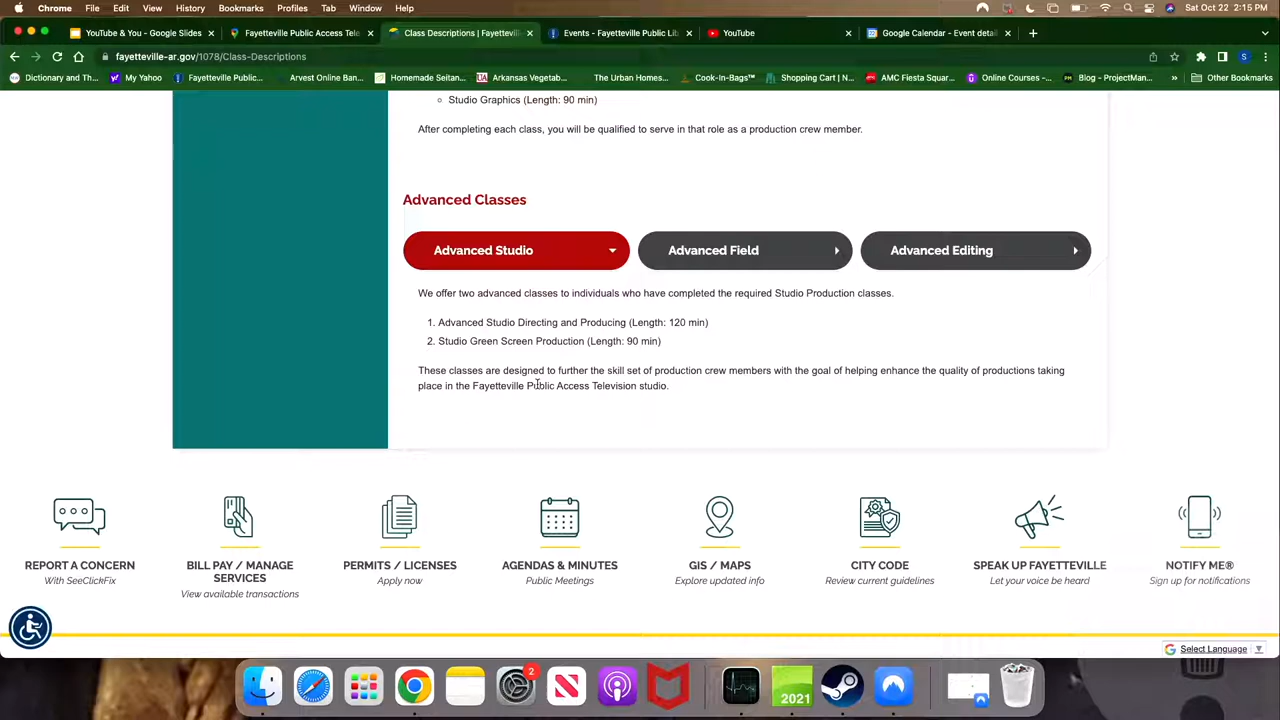 Chrome File Edit View History Bookmarks Profiles Tab Window Help Sat Oct 22 2:15 PM
YouTube & You - Google Slides Fayetteville Public Access Tele Class Descriptions | Fayettevill Events - Fayetteville Public Lib YouTube Google Calendar - Event detai
fayetteville-ar.gov/1078/Class-Descriptions S
Dictionary and Th... My Yahoo Fayetteville Public... Arvest Online Ban... Homemade Seitan... Arkansas Vegetab... The Urban Homes... Cook-In-Bags™ Shopping Cart | N... AMC Fiesta Squar... Online Courses -... Blog - ProjectMan... Other Bookmarks
Studio Graphics (Length: 90 min)
After completing each class, you will be qualified to serve in that role as a production crew member.
Advanced Classes
Advanced Studio Advanced Field Advanced Editing
We offer two advanced classes to individuals who have completed the required Studio Production classes.
1. Advanced Studio Directing and Producing (Length: 120 min)
2. Studio Green Screen Production (Length: 90 min)
These classes are designed to further the skill set of production crew members with the goal of helping enhance the quality of productions taking
place in the Fayetteville Public Access Television studio.
REPORT A CONCERN BILL PAY / MANAGE SERVICES PERMITS / LICENSES AGENDAS & MINUTES GIS / MAPS CITY CODE SPEAK UP FAYETTEVILLE NOTIFY ME®
With SeeClickFix View available transactions Apply now Public Meetings Explore updated info Review current guidelines Let your voice be heard Sign up for notifications
Select Language
2
2021